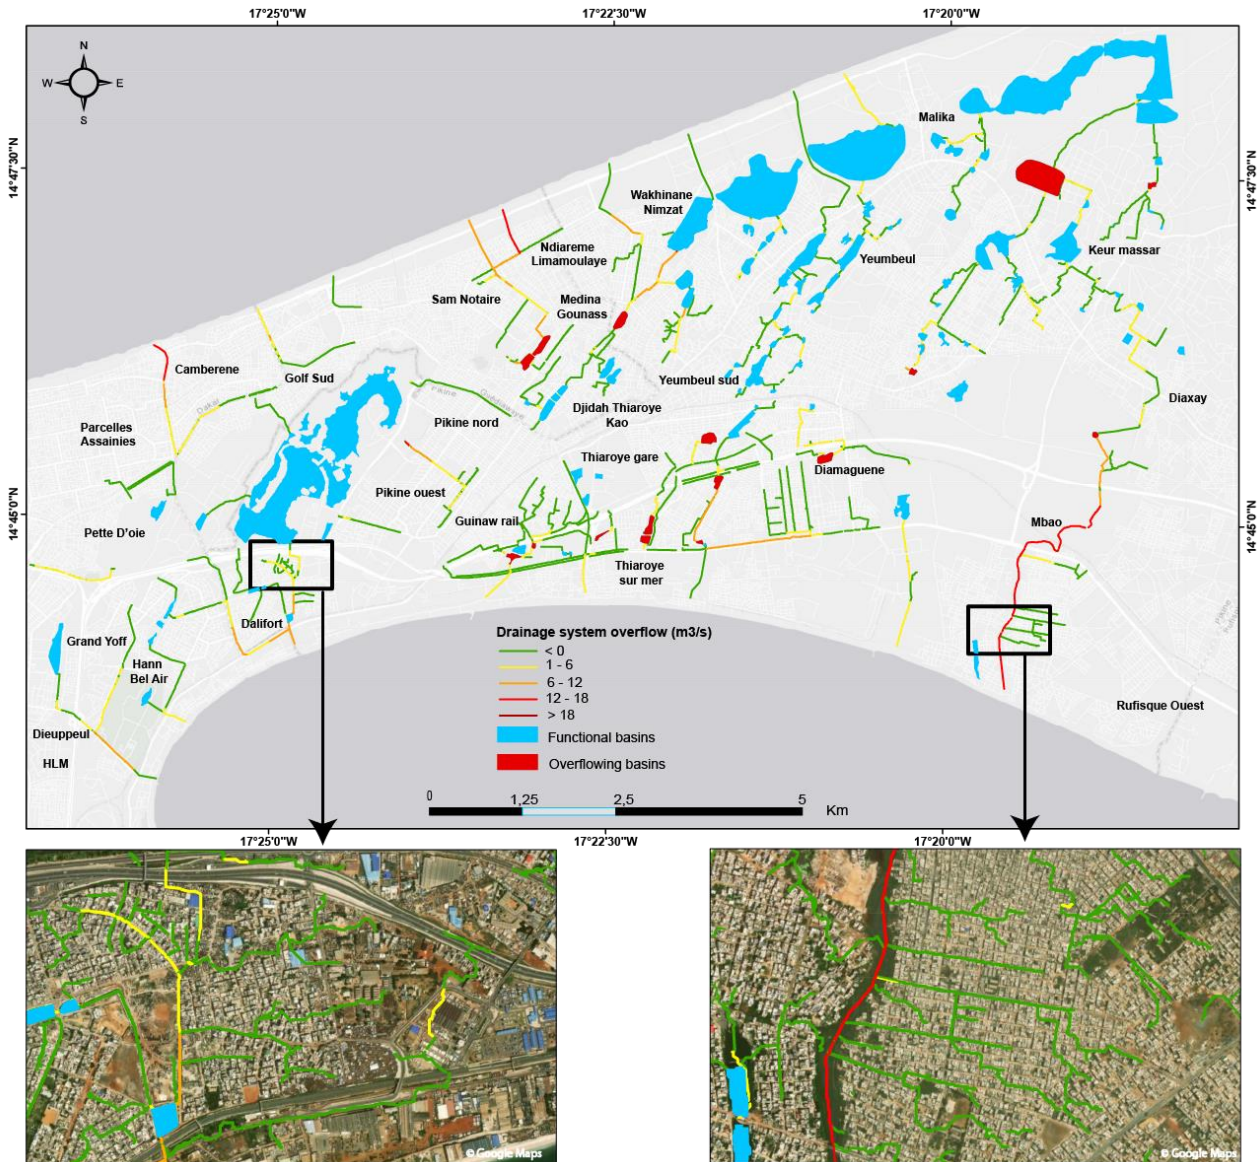 17°25'0"W
17°22'30"W
17°20'0"W
N
W
E
S
14°47'30"N
14°47'30"N
Malika
Wakhinane
Nimzat
Ndiareme
Limamoulaye
Yeumbeul
Keur massar
Sam Notaire
Medina
Gounass
Camberene
Golf Sud
Yeumbeul sud
Diaxay
Djidah Thiaroye
Kao
Pikine nord
Dakar
Parcelles
Assainies
Thiaroye gare
Diamaguene
Pikine ouest
Guinaw rail
Mbao
14°45'0"N
14°45'0"N
Pette D'oie
Thiaroye
sur mer
Dalifort
Grand Yoff
Hann
Bel Air
Drainage system overflow (m3/s)
< 0
1 - 6
6 - 12
12 - 18
> 18
Functional basins
Overflowing basins
Rufisque Ouest
Dieuppeul
HLM
0
1,25
2,5
5
Km
17°25'0"W
17°22'30"W
17°20'0"W
© Google Maps
© Google Maps